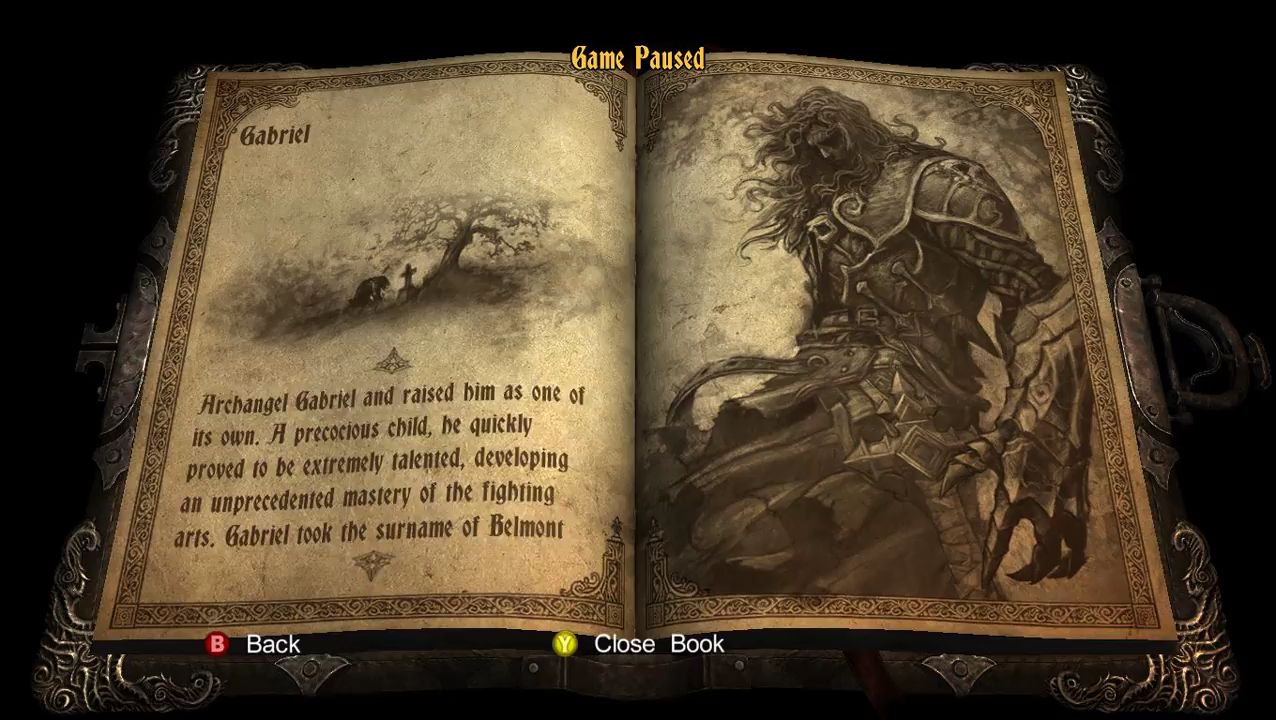 Game Paused
Gabriel
Archangel Gabriel and raised him as one of
its own. A precocious child, he quickly
proved to be extremely talented, developing
an unprecedented mastery of the fighting
arts. Gabriel took the surname of Belmont
B Back
Y Close Book